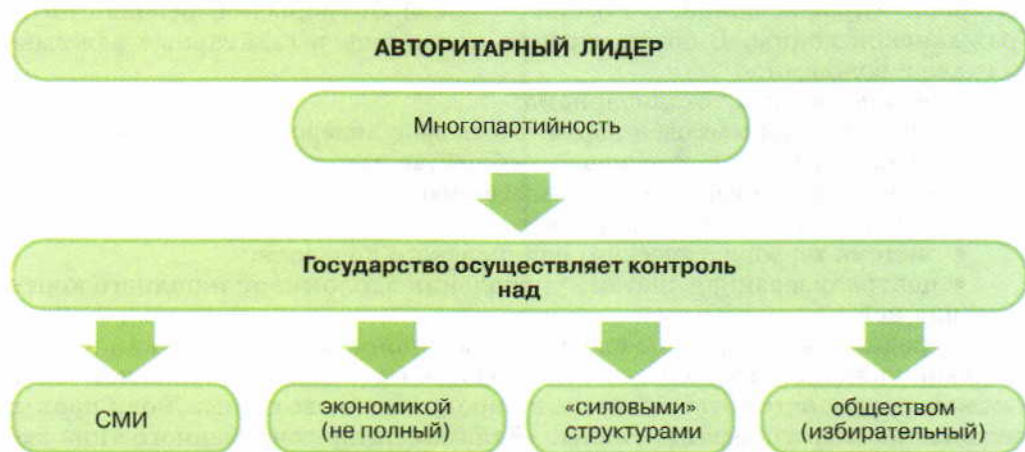 АВТОРИТАРНЫЙ ЛИДЕР
Многопартийность
Государство осуществляет контроль
над
СМИ
экономикой
(не полный)
«силовыми»
структурами
обществом
(избирательный)